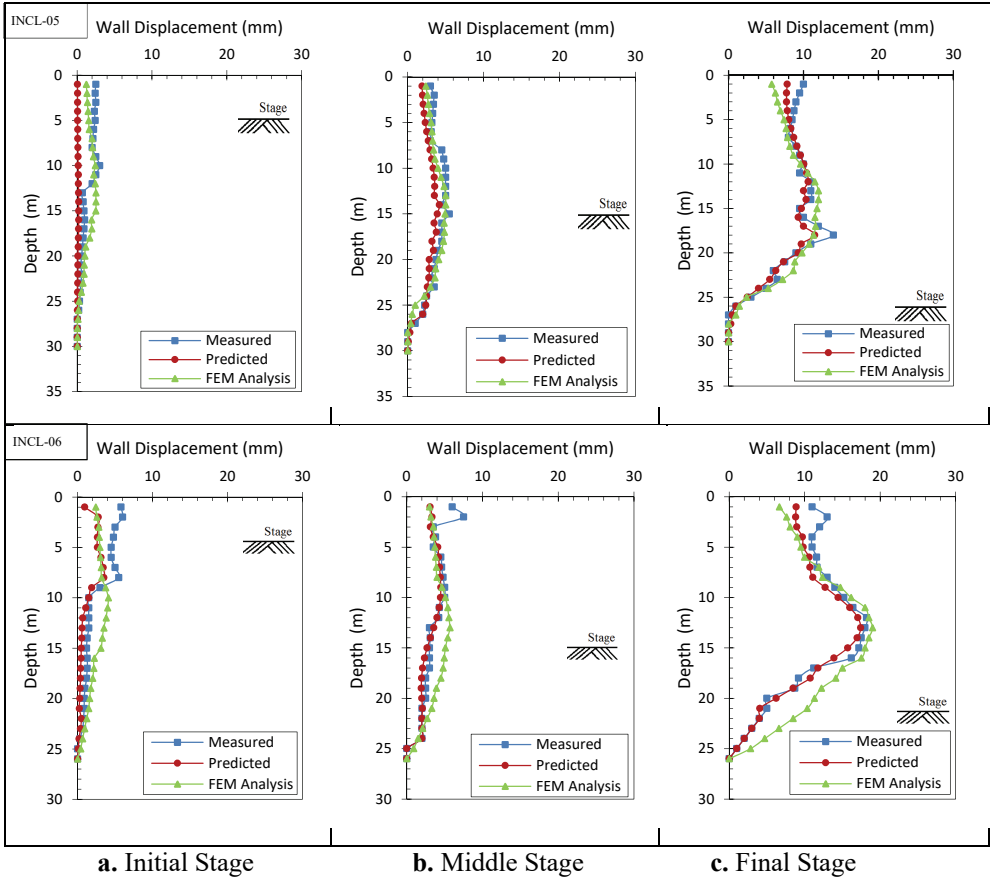 INCL-05
Wall Displacement (mm)
0 10 20 30
0
5
10
15
20
25
30
35
Depth (m)
Stage
Measured
Predicted
FEM Analysis
Wall Displacement (mm)
0 10 20 30
0
5
10
15
20
25
30
35
Depth (m)
Stage
Measured
Predicted
FEM Analysis
Wall Displacement (mm)
0 10 20 30
0
5
10
15
20
25
30
35
Depth (m)
Stage
Measured
Predicted
FEM Analysis
INCL-06
Wall Displacement (mm)
0 10 20 30
0
5
10
15
20
25
30
Depth (m)
Stage
Measured
Predicted
FEM Analysis
Wall Displacement (mm)
0 10 20 30
0
5
10
15
20
25
30
Depth (m)
Stage
Measured
Predicted
FEM Analysis
Wall Displacement (mm)
0 10 20 30
0
5
10
15
20
25
30
Depth (m)
Stage
Measured
Predicted
FEM Analysis
a. Initial Stage
b. Middle Stage
c. Final Stage